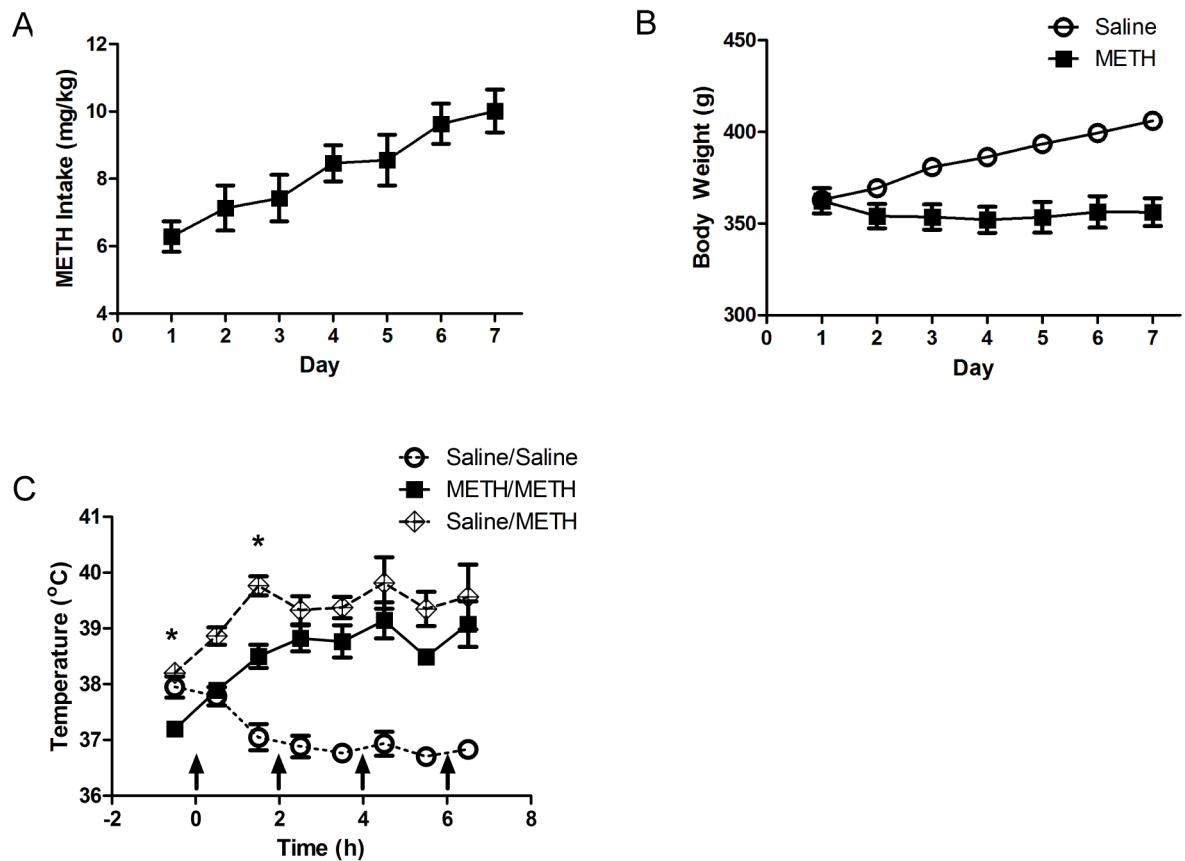 A
METH Intake (mg/kg)
12
10
8
6
4
0 1 2 3 4 5 6 7
Day
B
Saline
METH
Body Weight (g)
450
400
350
300
0 1 2 3 4 5 6 7
Day
C
Saline/Saline
METH/METH
Saline/METH
Temperature (°C)
41
40
39
38
37
36
*
*
-2 0 2 4 6 8
Time (h)